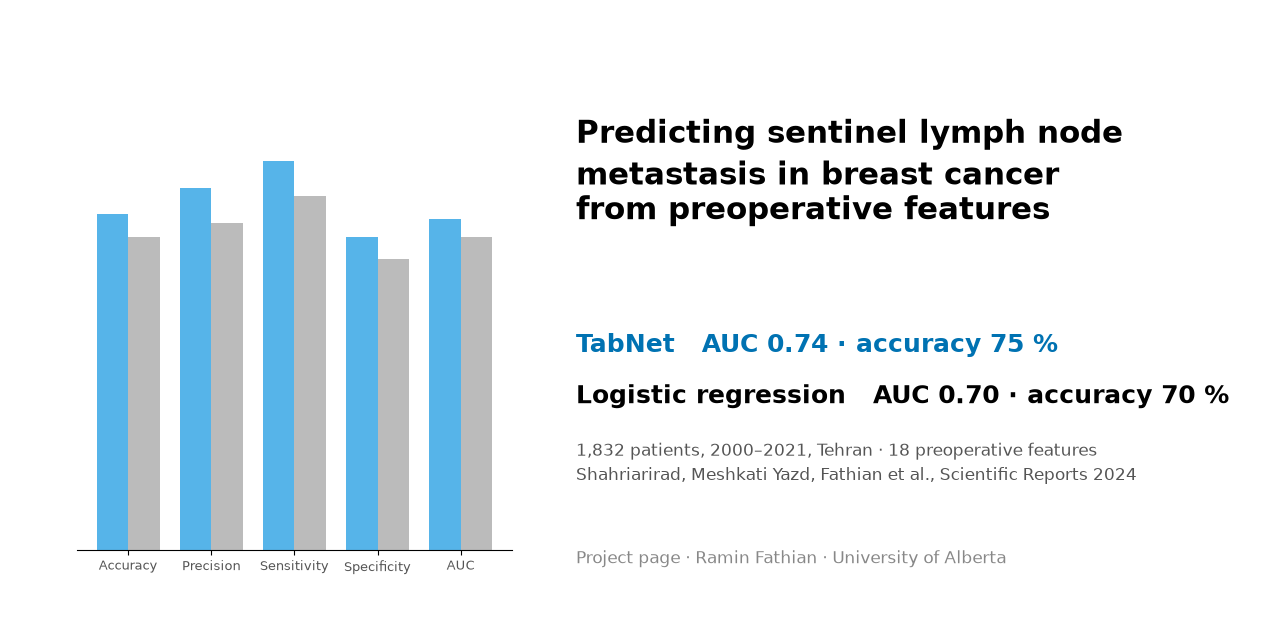 Predicting sentinel lymph node
metastasis in breast cancer
from preoperative features
TabNet AUC 0.74 · accuracy 75 %
Logistic regression AUC 0.70 · accuracy 70 %
1,832 patients, 2000–2021, Tehran · 18 preoperative features
Shahriarirad, Meshkati Yazd, Fathian et al., Scientific Reports 2024
Project page · Ramin Fathian · University of Alberta
Accuracy
Precision
Sensitivity
Specificity
AUC